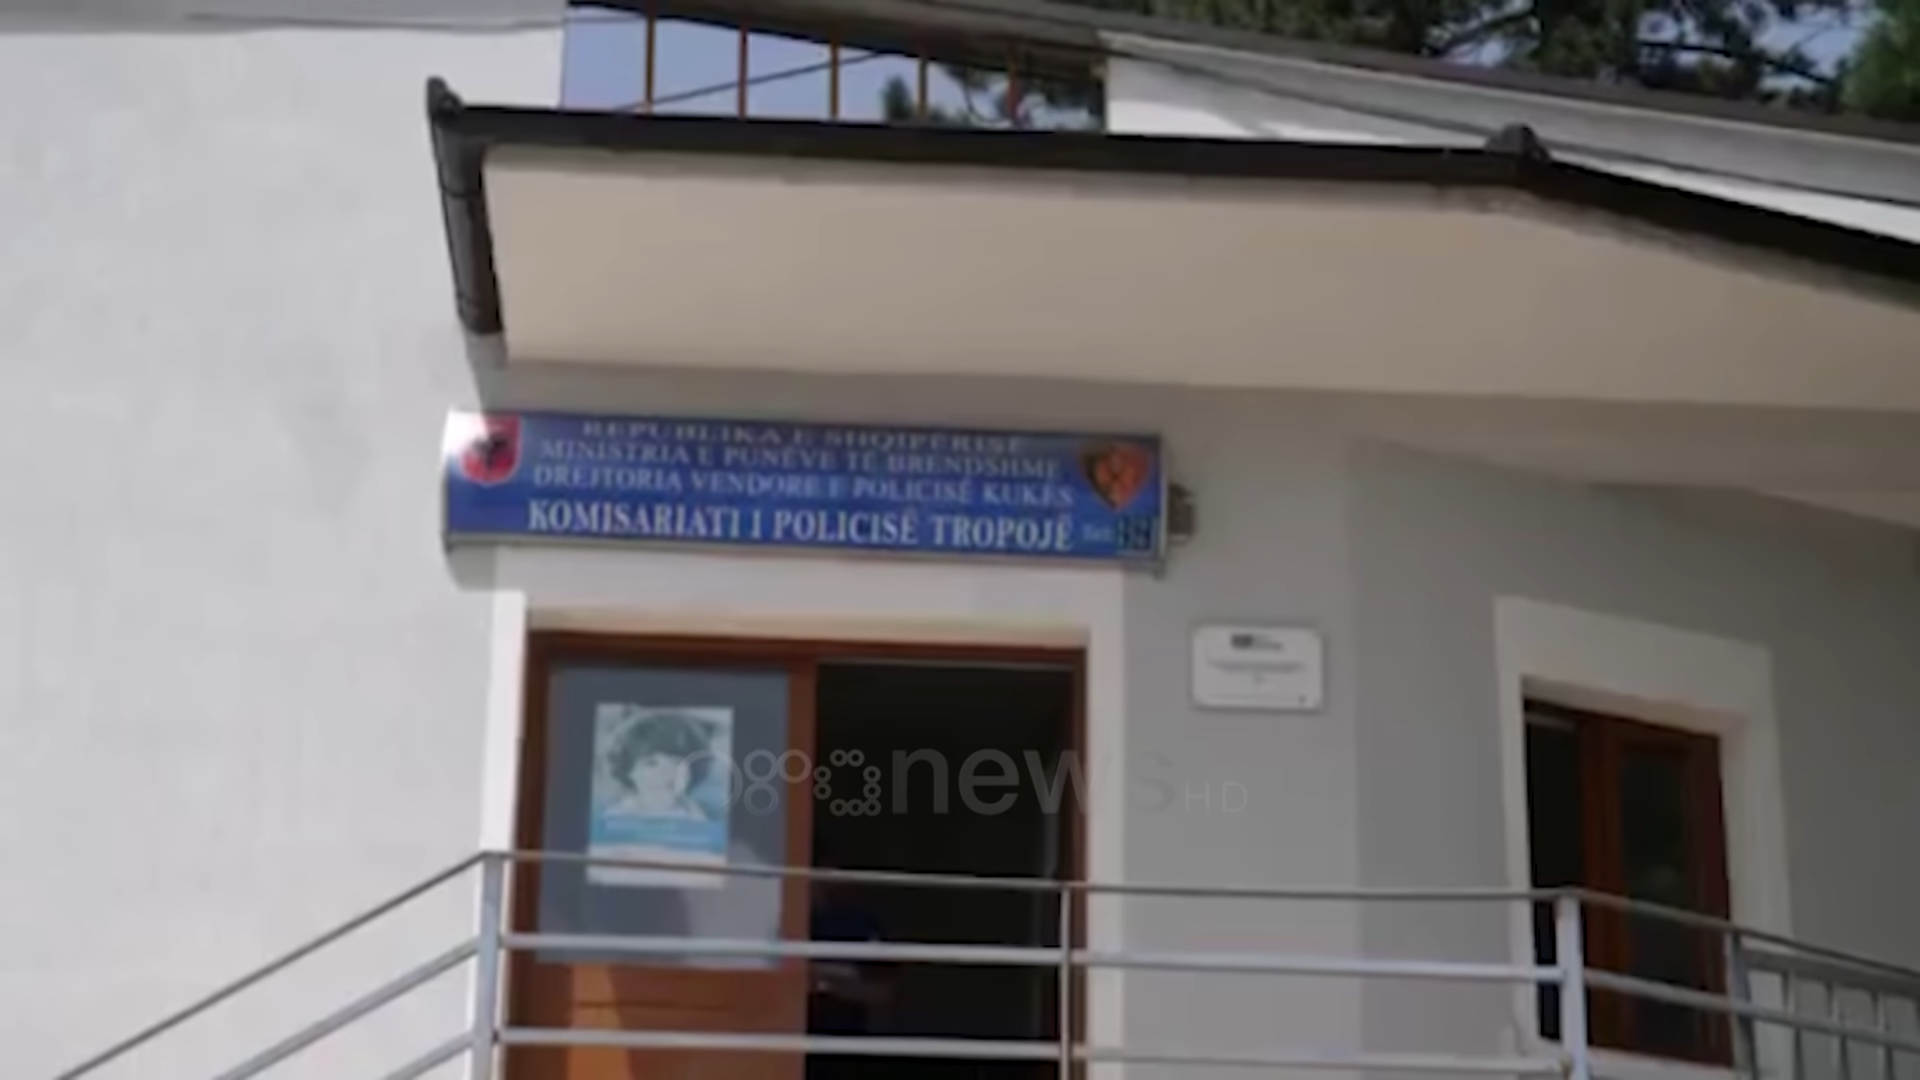 REPUBLIKA E SHQIPËRISË
MINISTRIA E PUNËVE TË BRENDSHME
DREJTORIA VENDORE E POLICISË KUKËS
KOMISARIATI I POLICISË TROPOJË
news HD